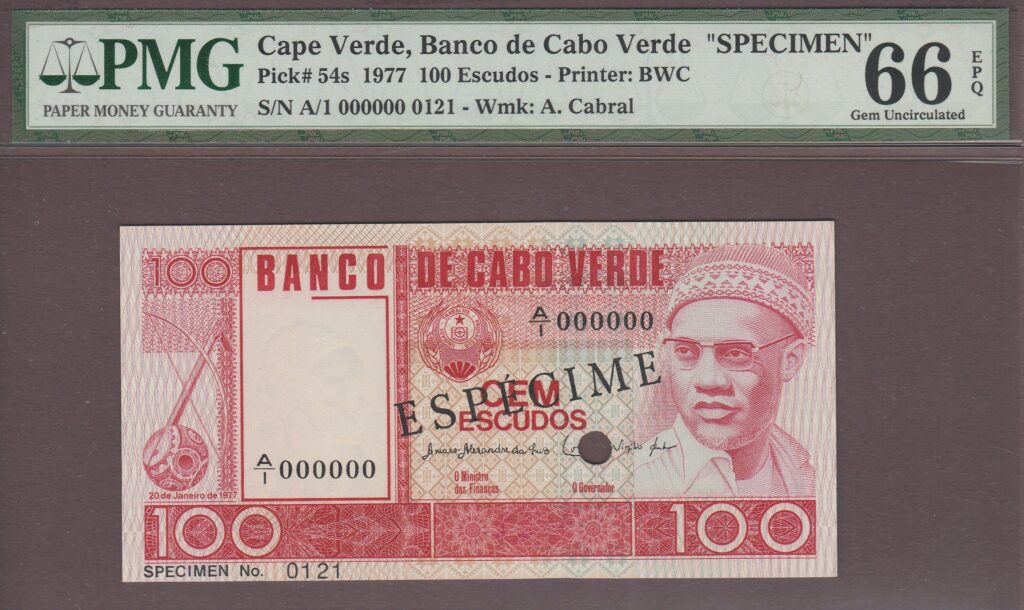 PMG
PAPER MONEY GUARANTY
Cape Verde, Banco de Cabo Verde "SPECIMEN"
Pick# 54s 1977 100 Escudos - Printer: BWC
S/N A/1 000000 0121 - Wmk: A. Cabral
66
EPQ
Gem Uncirculated
100
BANCO DE CABO VERDE
A/1 000000
ESPÉCIME
CEM
ESCUDOS
A/1 000000
O Ministro
das Finanças
O Governador
20 de Janeiro de 1977
100
100
SPECIMEN No. 0121